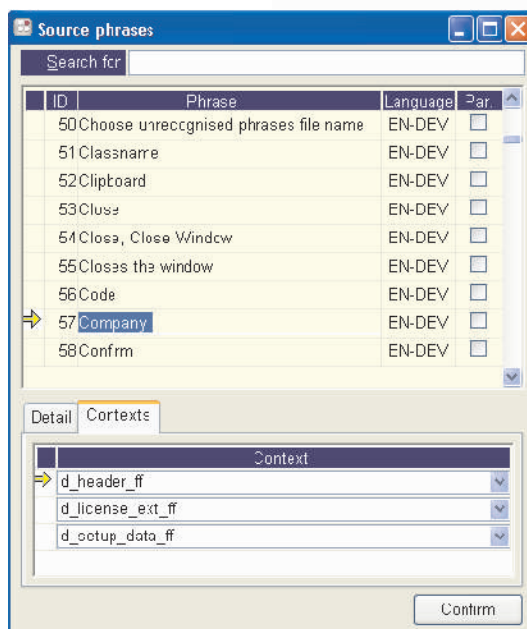 Source phrases
Search for
ID Phrase Language Par.
50 Choose unrecognised phrases file name EN-DEV
51 Classname EN-DEV
52 Clipboard EN-DEV
53 Close EN-DEV
54 Close, Close Window EN-DEV
55 Closes the window EN-DEV
56 Code EN-DEV
57 Company EN-DEV
58 Confirm EN-DEV
Detail Contexts
Context
d_header_ff
d_license_ext_ff
d_setup_data_ff
Confirm